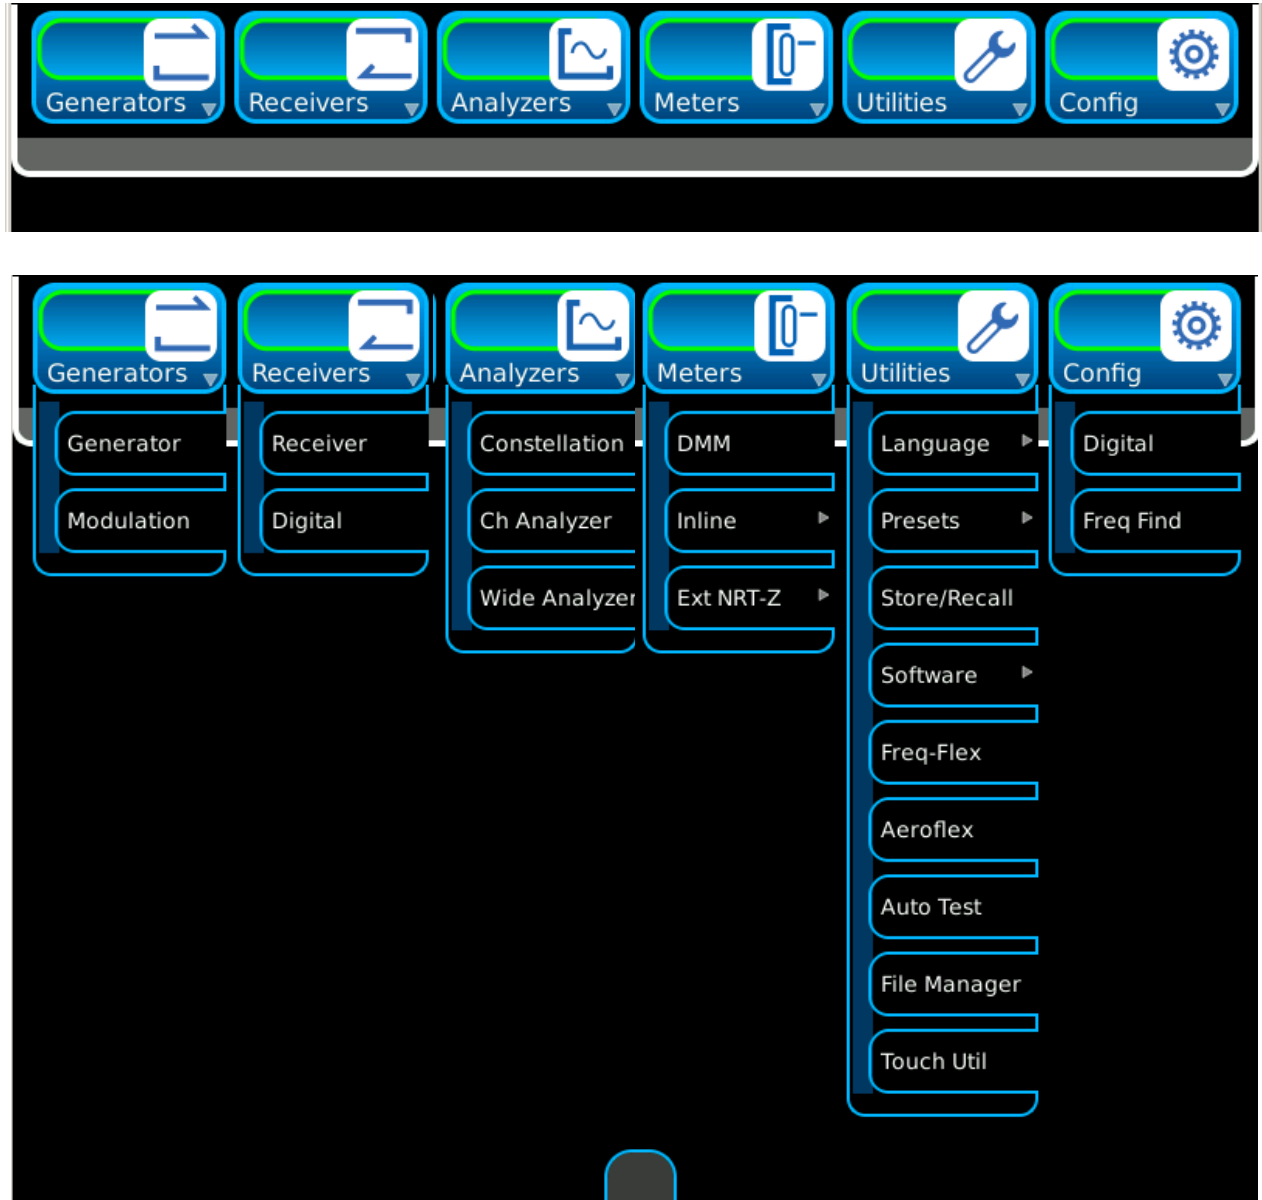 Generators Receivers Analyzers Meters Utilities Config
Generators Receivers Analyzers Meters Utilities Config
Generator Receiver Constellation DMM Language Digital
Modulation Digital Ch Analyzer Inline Presets Freq Find
Wide Analyzer Ext NRT-Z Store/Recall
Software
Freq-Flex
Aeroflex
Auto Test
File Manager
Touch Util